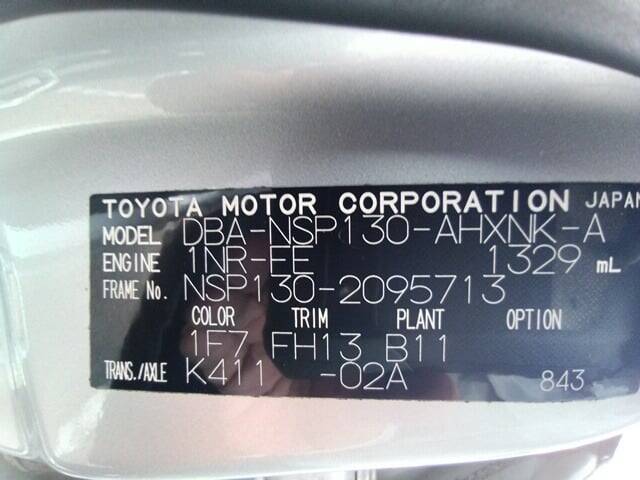 TOYOTA MOTOR CORPORATION JAPAN
MODEL DBA-NSP130-AHXNK-A
ENGINE 1NR-FE 1329 mL
FRAME No. NSP130-2095713
COLOR TRIM PLANT OPTION
1F7 FH13 B11
TRANS./AXLE K411 -02A 843